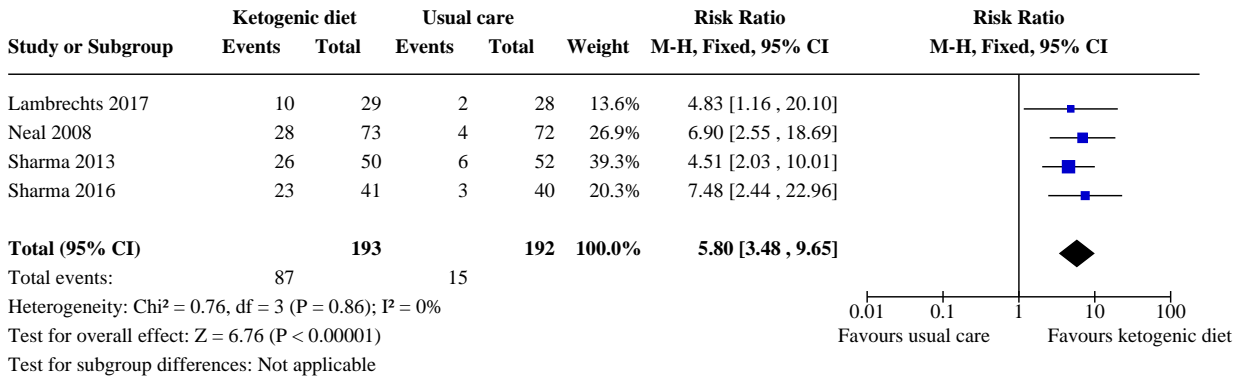 Ketogenic diet Usual care Risk Ratio Risk Ratio
Study or Subgroup Events Total Events Total Weight M-H, Fixed, 95% CI M-H, Fixed, 95% CI
Lambrechts 2017 10 29 2 28 13.6% 4.83 [1.16 , 20.10]
Neal 2008 28 73 4 72 26.9% 6.90 [2.55 , 18.69]
Sharma 2013 26 50 6 52 39.3% 4.51 [2.03 , 10.01]
Sharma 2016 23 41 3 40 20.3% 7.48 [2.44 , 22.96]
Total (95% CI) 193 192 100.0% 5.80 [3.48 , 9.65]
Total events: 87 15
Heterogeneity: Chi² = 0.76, df = 3 (P = 0.86); I² = 0%
0.01 0.1 1 10 100
Test for overall effect: Z = 6.76 (P < 0.00001)
Favours usual care Favours ketogenic diet
Test for subgroup differences: Not applicable